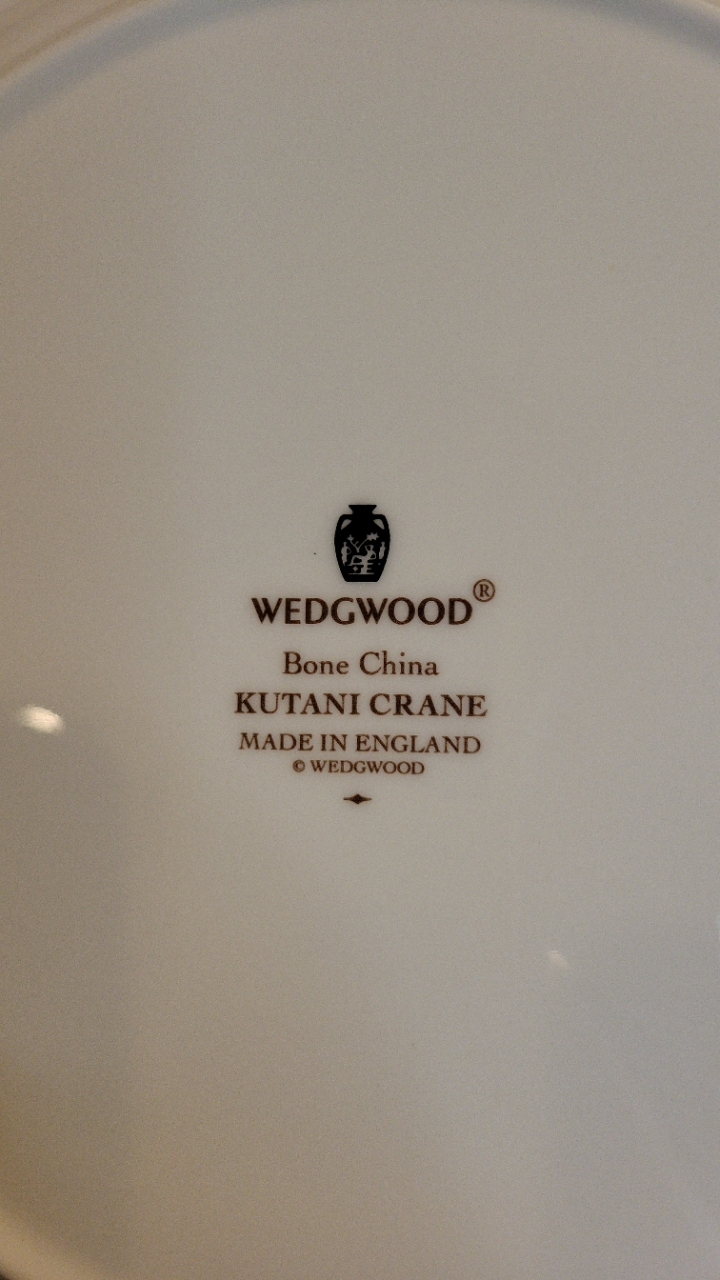 WEDGWOOD®
Bone China
KUTANI CRANE
MADE IN ENGLAND
© WEDGWOOD